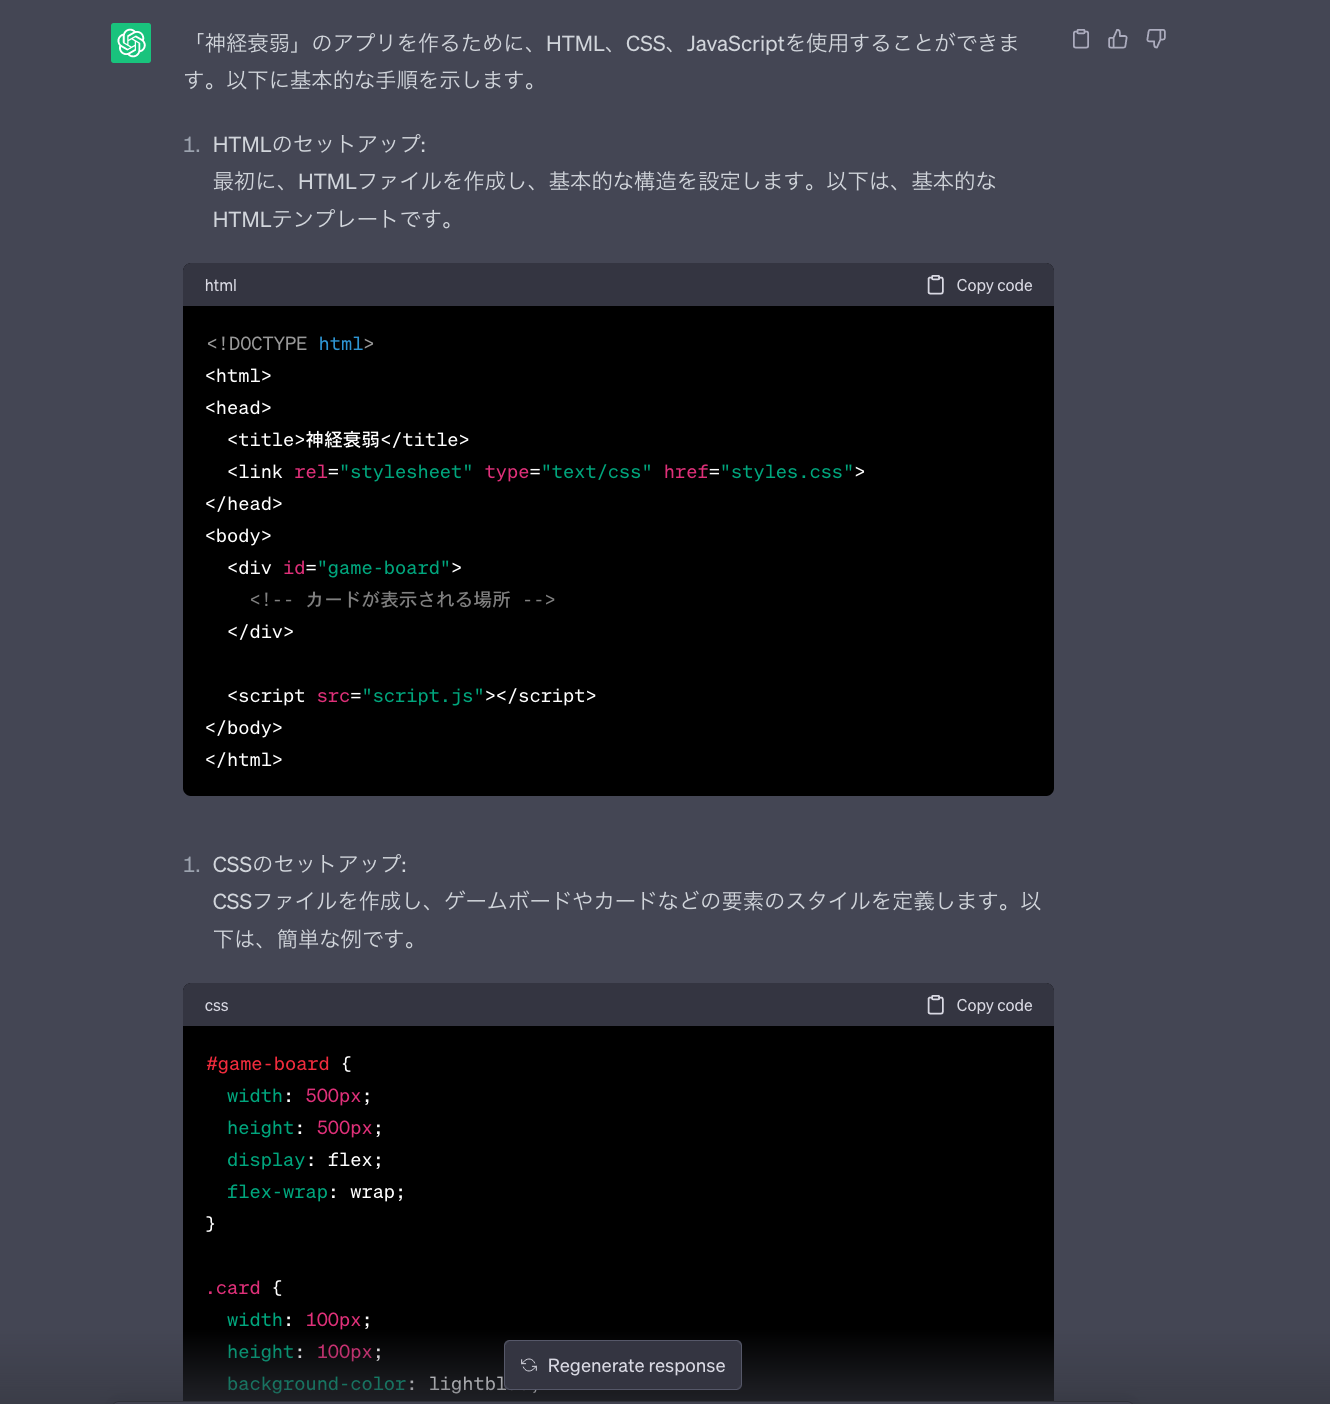 「神経衰弱」のアプリを作るために、HTML、CSS、JavaScriptを使用することができま
す。以下に基本的な手順を示します。
1. HTMLのセットアップ:
最初に、HTMLファイルを作成し、基本的な構造を設定します。以下は、基本的な
HTMLテンプレートです。
html Copy code
<!DOCTYPE html>
<html>
<head>
  <title>神経衰弱</title>
  <link rel="stylesheet" type="text/css" href="styles.css">
</head>
<body>
  <div id="game-board">
    <!-- カードが表示される場所 -->
  </div>
  <script src="script.js"></script>
</body>
</html>
1. CSSのセットアップ:
CSSファイルを作成し、ゲームボードやカードなどの要素のスタイルを定義します。以
下は、簡単な例です。
css Copy code
#game-board {
  width: 500px;
  height: 500px;
  display: flex;
  flex-wrap: wrap;
}
.card {
  width: 100px;
  height: 100px;
Regenerate response
  background-color: